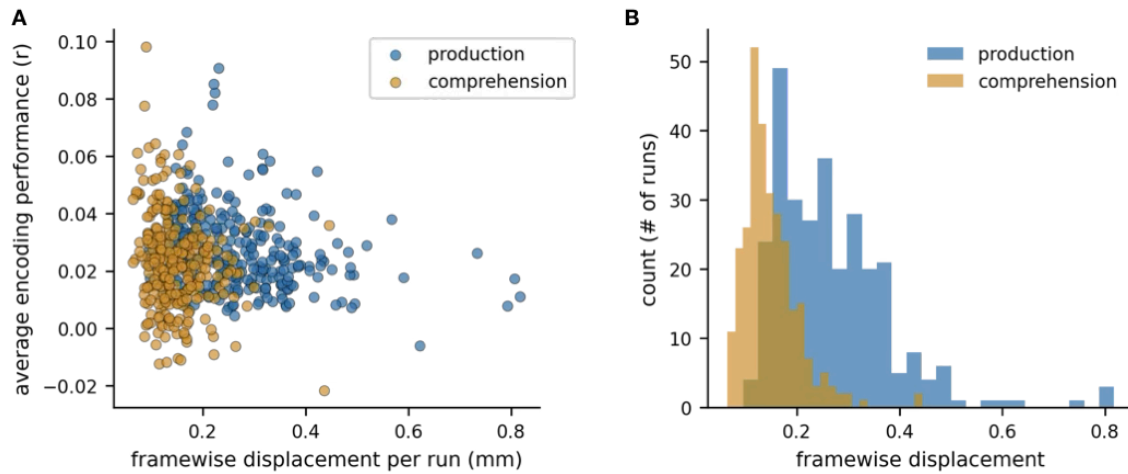 A
average encoding performance (r)
0.10
0.08
0.06
0.04
0.02
0.00
−0.02
production
comprehension
0.2
0.4
0.6
0.8
framewise displacement per run (mm)
B
count (# of runs)
50
40
30
20
10
0
production
comprehension
0.2
0.4
0.6
0.8
framewise displacement